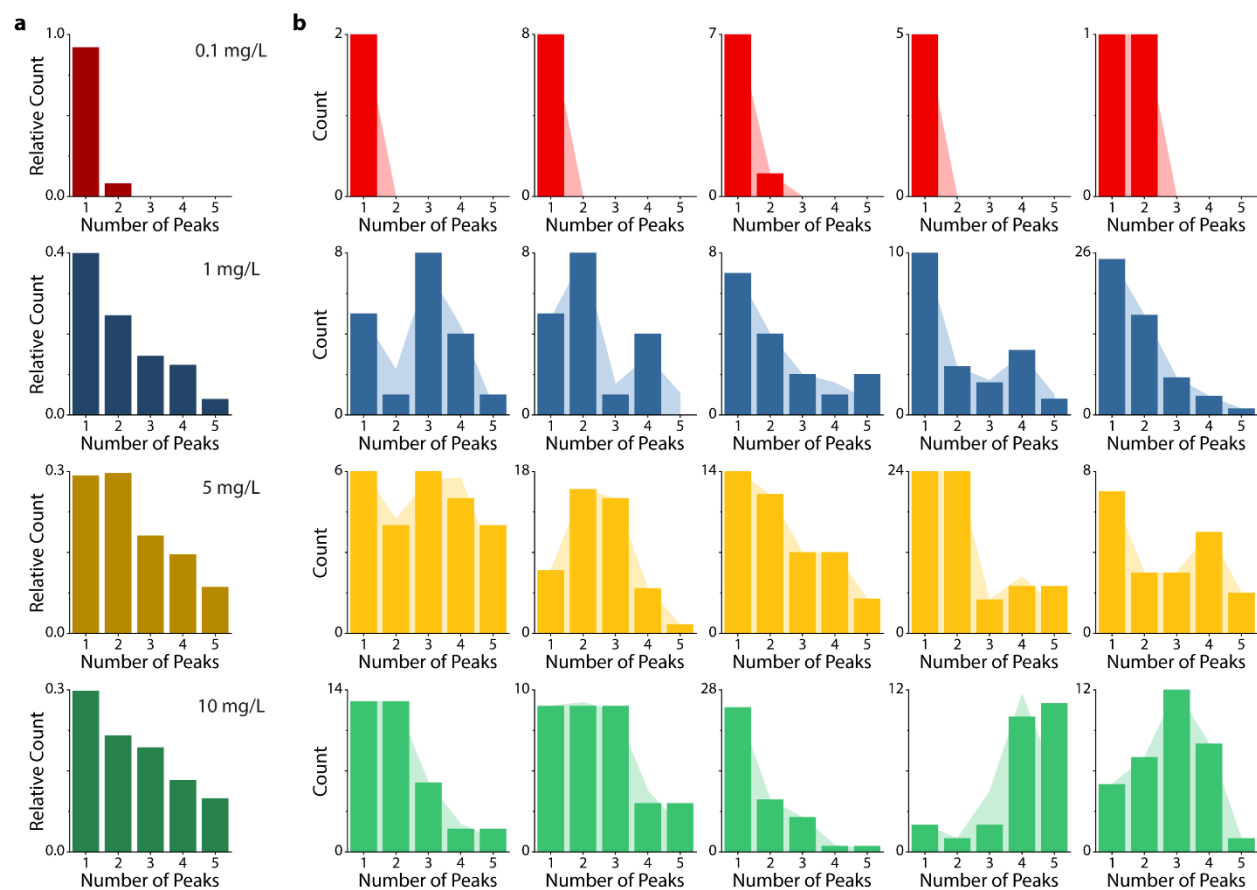 a
b
1.0 0.1 mg/L 2 8 7 5 1
Relative Count Count
0.0 0 0 0 0 0
1 2 3 4 5 1 2 3 4 5 1 2 3 4 5 1 2 3 4 5 1 2 3 4 5 1 2 3 4 5
Number of Peaks Number of Peaks Number of Peaks Number of Peaks Number of Peaks Number of Peaks
0.4 1 mg/L 8 8 8 10 26
Relative Count Count
0.0 0 0 0 0 0
1 2 3 4 5 1 2 3 4 5 1 2 3 4 5 1 2 3 4 5 1 2 3 4 5 1 2 3 4 5
Number of Peaks Number of Peaks Number of Peaks Number of Peaks Number of Peaks Number of Peaks
0.3 5 mg/L 6 18 14 24 8
Relative Count Count
0.0 0 0 0 0 0
1 2 3 4 5 1 2 3 4 5 1 2 3 4 5 1 2 3 4 5 1 2 3 4 5 1 2 3 4 5
Number of Peaks Number of Peaks Number of Peaks Number of Peaks Number of Peaks Number of Peaks
0.3 10 mg/L 14 10 28 12 12
Relative Count Count
0.0 0 0 0 0 0
1 2 3 4 5 1 2 3 4 5 1 2 3 4 5 1 2 3 4 5 1 2 3 4 5 1 2 3 4 5
Number of Peaks Number of Peaks Number of Peaks Number of Peaks Number of Peaks Number of Peaks